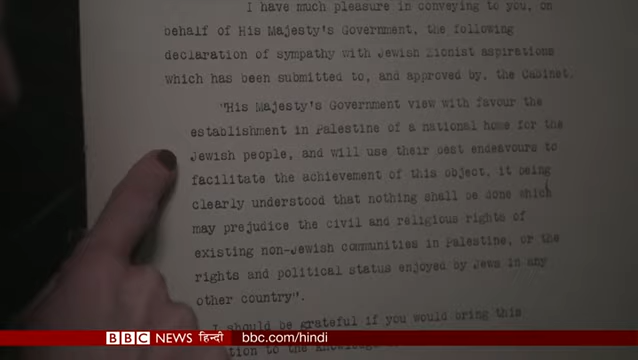 I have much pleasure in conveying to you, on
behalf of His Majesty's Government, the following
declaration of sympathy with Jewish Zionist aspirations
which has been submitted to, and approved by, the Cabinet.
"His Majesty's Government view with favour the
establishment in Palestine of a national home for the
Jewish people, and will use their best endeavours to
facilitate the achievement of this object, it being
clearly understood that nothing shall be done which
may prejudice the civil and religious rights of
existing non-Jewish communities in Palestine, or the
rights and political status enjoyed by Jews in any
other country".
I should be grateful if you would bring this
to the knowledge
BBC NEWS हिन्दी bbc.com/hindi